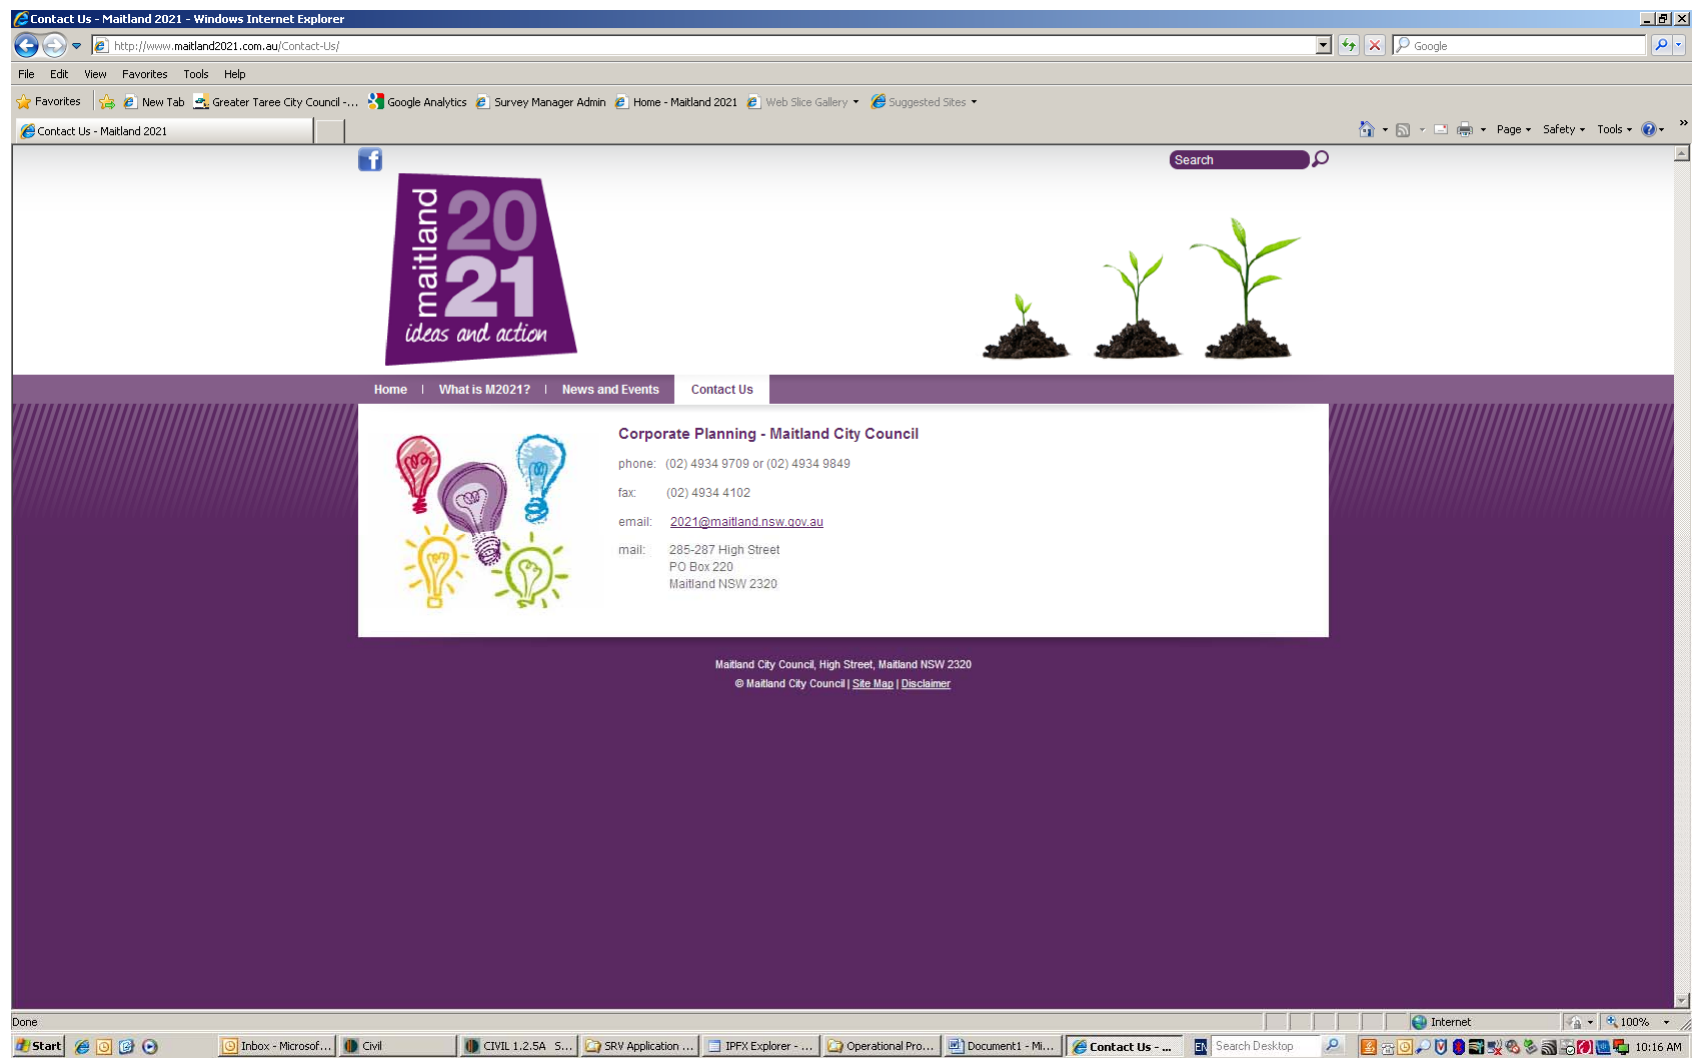 Contact Us - Maitland 2021 - Windows Internet Explorer
http://www.maitland2021.com.au/Contact-Us/
Google
File Edit View Favorites Tools Help
Favorites New Tab Greater Taree City Council -... Google Analytics Survey Manager Admin Home - Maitland 2021 Web Slice Gallery Suggested Sites
Contact Us - Maitland 2021
Page Safety Tools »
Search
maitland
20
21
ideas and action
Home | What is M2021? | News and Events Contact Us
Corporate Planning - Maitland City Council
phone: (02) 4934 9709 or (02) 4934 9849
fax: (02) 4934 4102
email: 2021@maitland.nsw.gov.au
mail: 285-287 High Street
PO Box 220
Maitland NSW 2320
Maitland City Council, High Street, Maitland NSW 2320
© Maitland City Council | Site Map | Disclaimer
Done
Internet
100%
Start Inbox - Microsof... Civil CIVIL 1.2.5A S... SRV Application ... IPFX Explorer - ... Operational Pro... Document1 - Mi... Contact Us - ... EN Search Desktop 10:16 AM